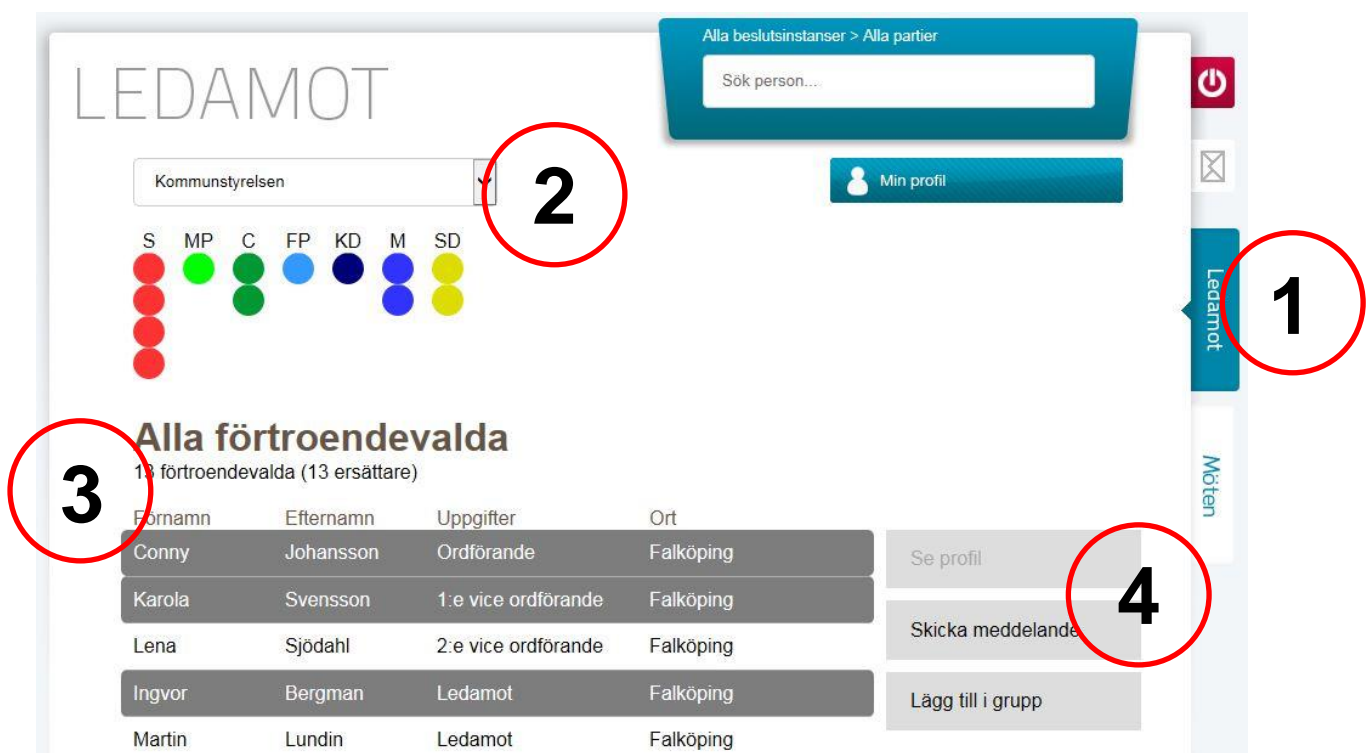 Alla beslutsinstanser > Alla partier
Sök person...
LEDAMOT
Kommunstyrelsen
2
Min profil
S MP C FP KD M SD
Ledamot
1
Alla förtroendevalda
13 förtroendevalda (13 ersättare)
3
Möten
Förnamn Efternamn Uppgifter Ort
Conny Johansson Ordförande Falköping
Se profil
4
Karola Svensson 1:e vice ordförande Falköping
Skicka meddelande
Lena Sjödahl 2:e vice ordförande Falköping
Ingvor Bergman Ledamot Falköping
Lägg till i grupp
Martin Lundin Ledamot Falköping